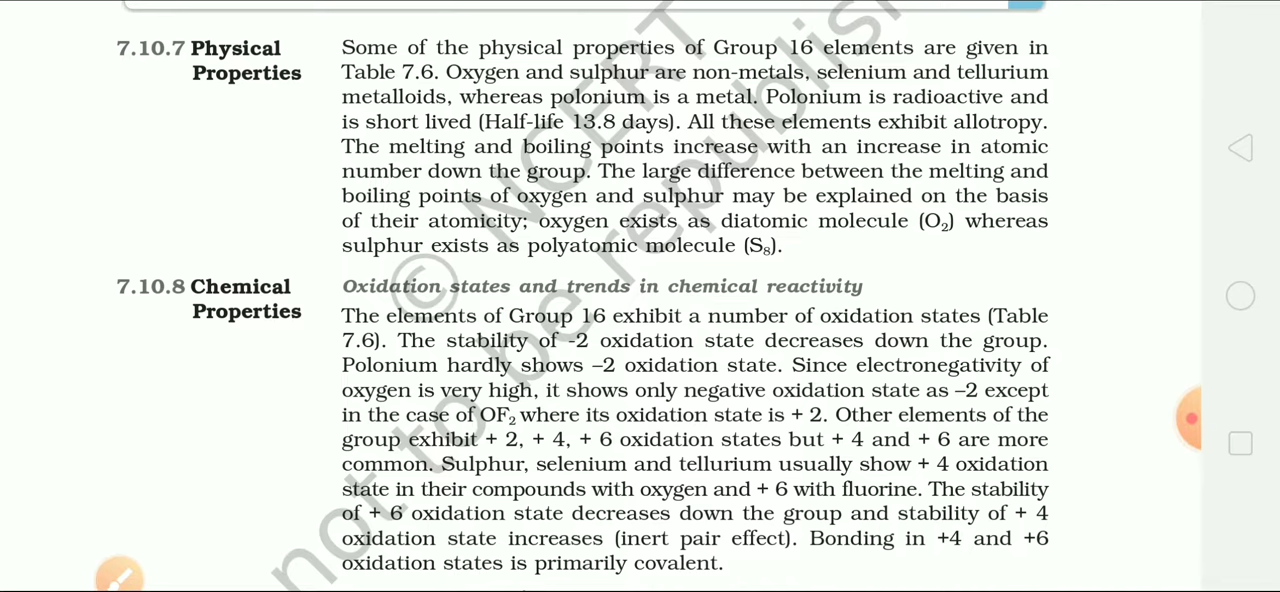 7.10.7 Physical Properties
Some of the physical properties of Group 16 elements are given in
Table 7.6. Oxygen and sulphur are non-metals, selenium and tellurium
metalloids, whereas polonium is a metal. Polonium is radioactive and
is short lived (Half-life 13.8 days). All these elements exhibit allotropy.
The melting and boiling points increase with an increase in atomic
number down the group. The large difference between the melting and
boiling points of oxygen and sulphur may be explained on the basis
of their atomicity; oxygen exists as diatomic molecule (O₂) whereas
sulphur exists as polyatomic molecule (S₈).
7.10.8 Chemical Properties
Oxidation states and trends in chemical reactivity
The elements of Group 16 exhibit a number of oxidation states (Table
7.6). The stability of -2 oxidation state decreases down the group.
Polonium hardly shows –2 oxidation state. Since electronegativity of
oxygen is very high, it shows only negative oxidation state as –2 except
in the case of OF₂ where its oxidation state is + 2. Other elements of the
group exhibit + 2, + 4, + 6 oxidation states but + 4 and + 6 are more
common. Sulphur, selenium and tellurium usually show + 4 oxidation
state in their compounds with oxygen and + 6 with fluorine. The stability
of + 6 oxidation state decreases down the group and stability of + 4
oxidation state increases (inert pair effect). Bonding in +4 and +6
oxidation states is primarily covalent.
© NCERT
not to be republish